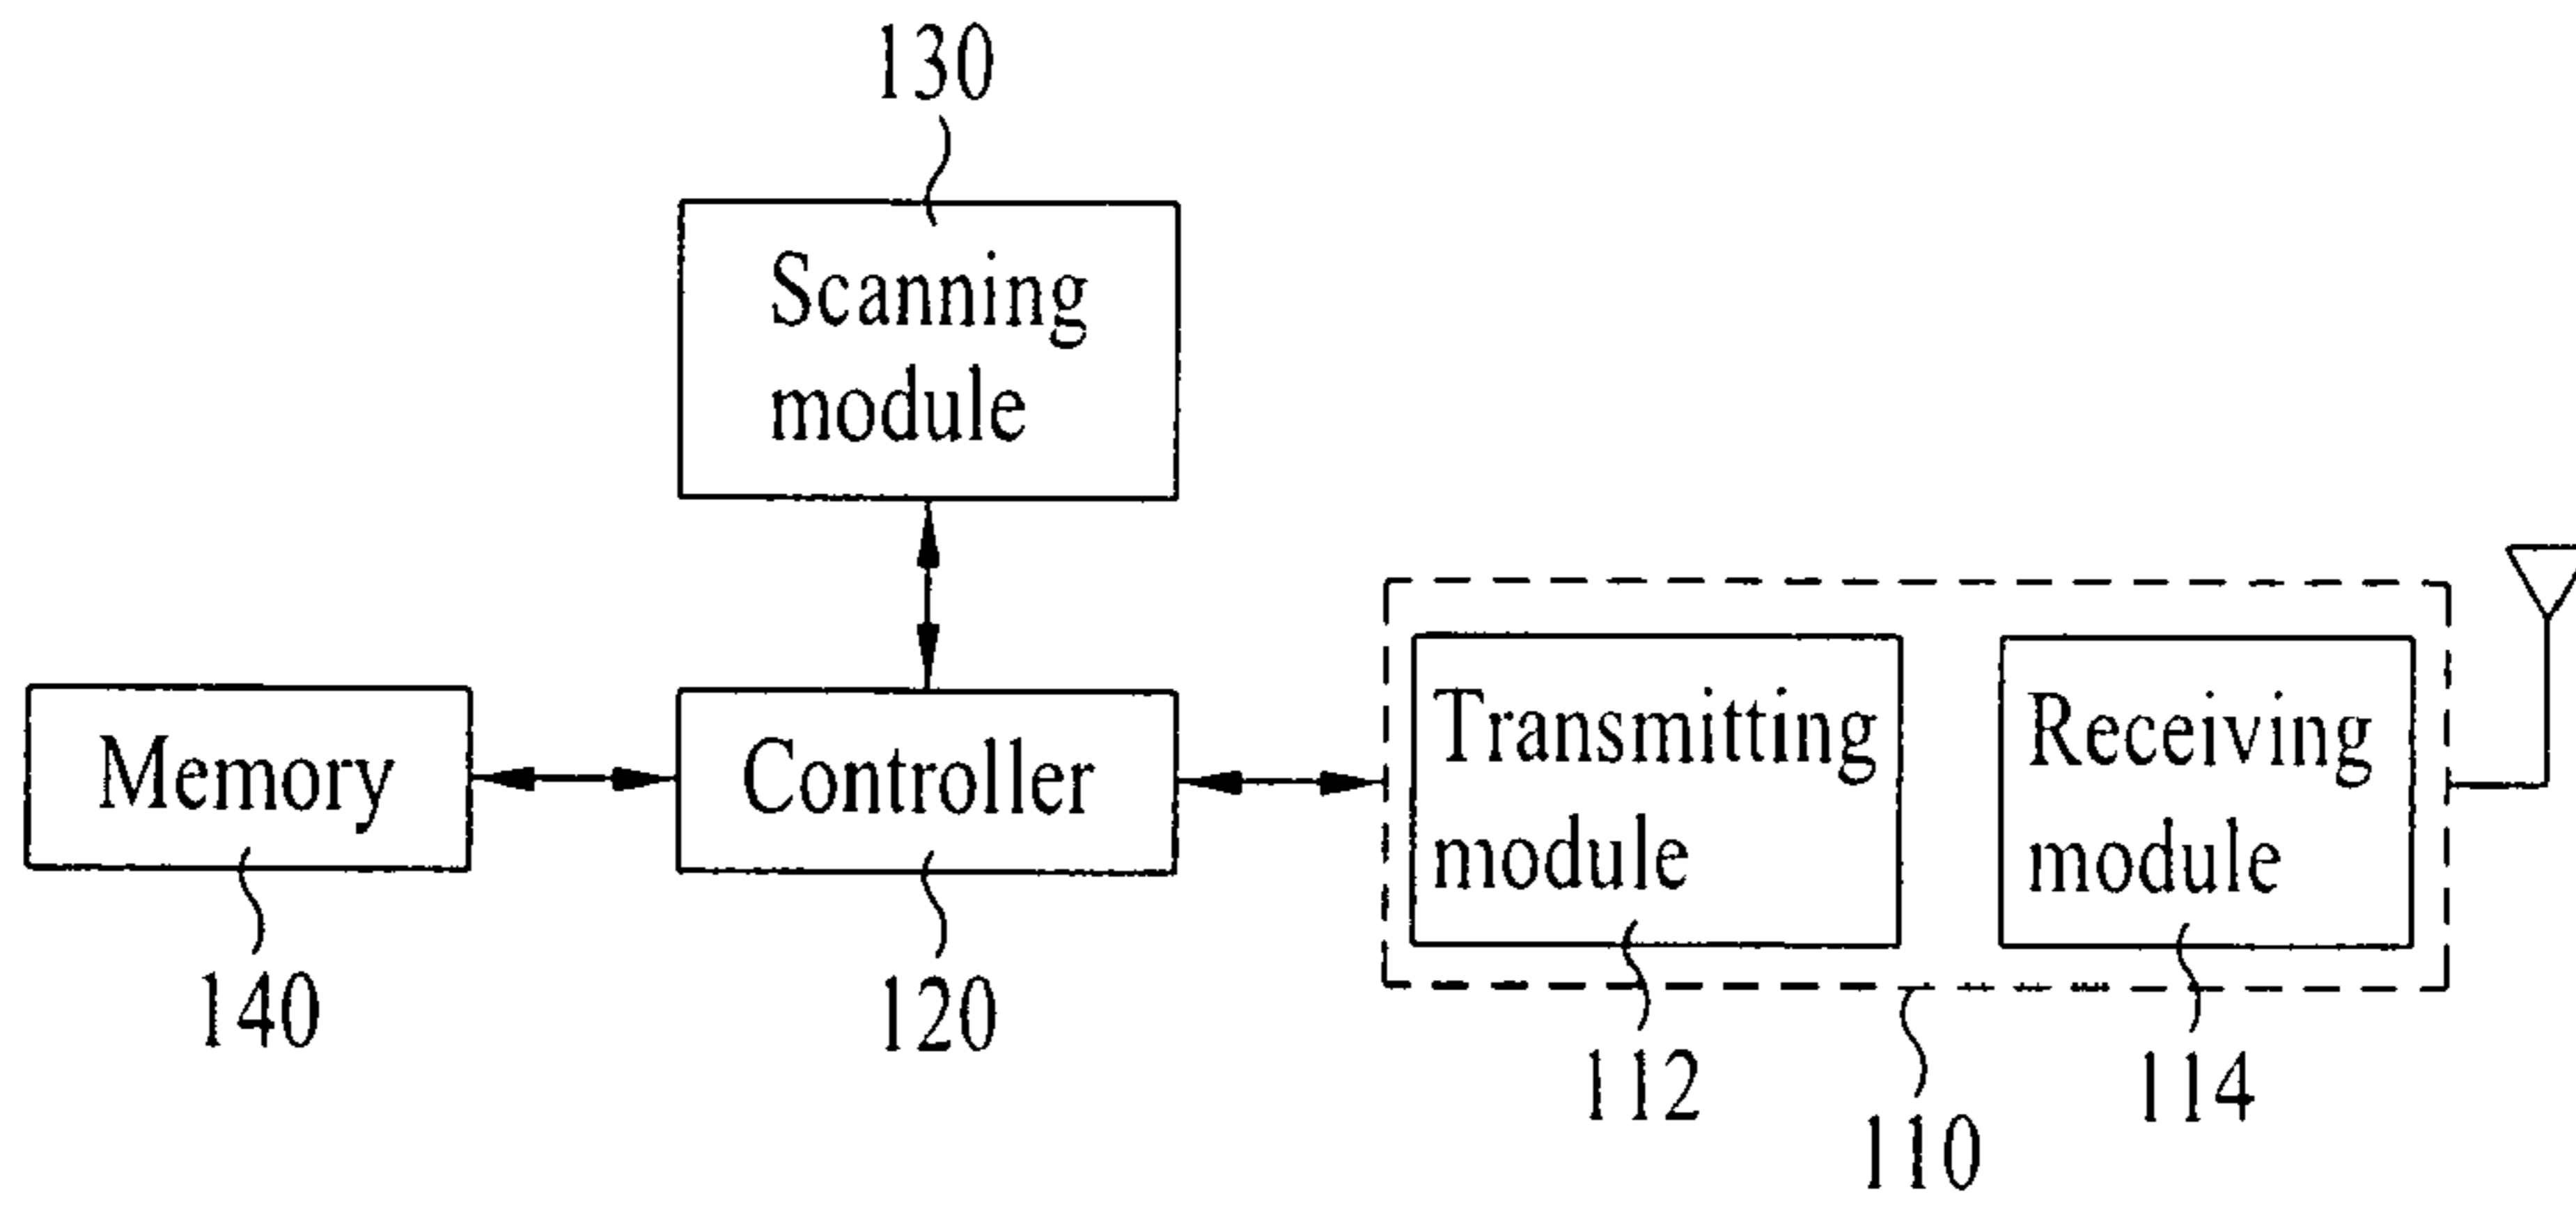 130
Scanning
module
Memory
Controller
Transmitting
module
Receiving
module
140
120
112
114
110